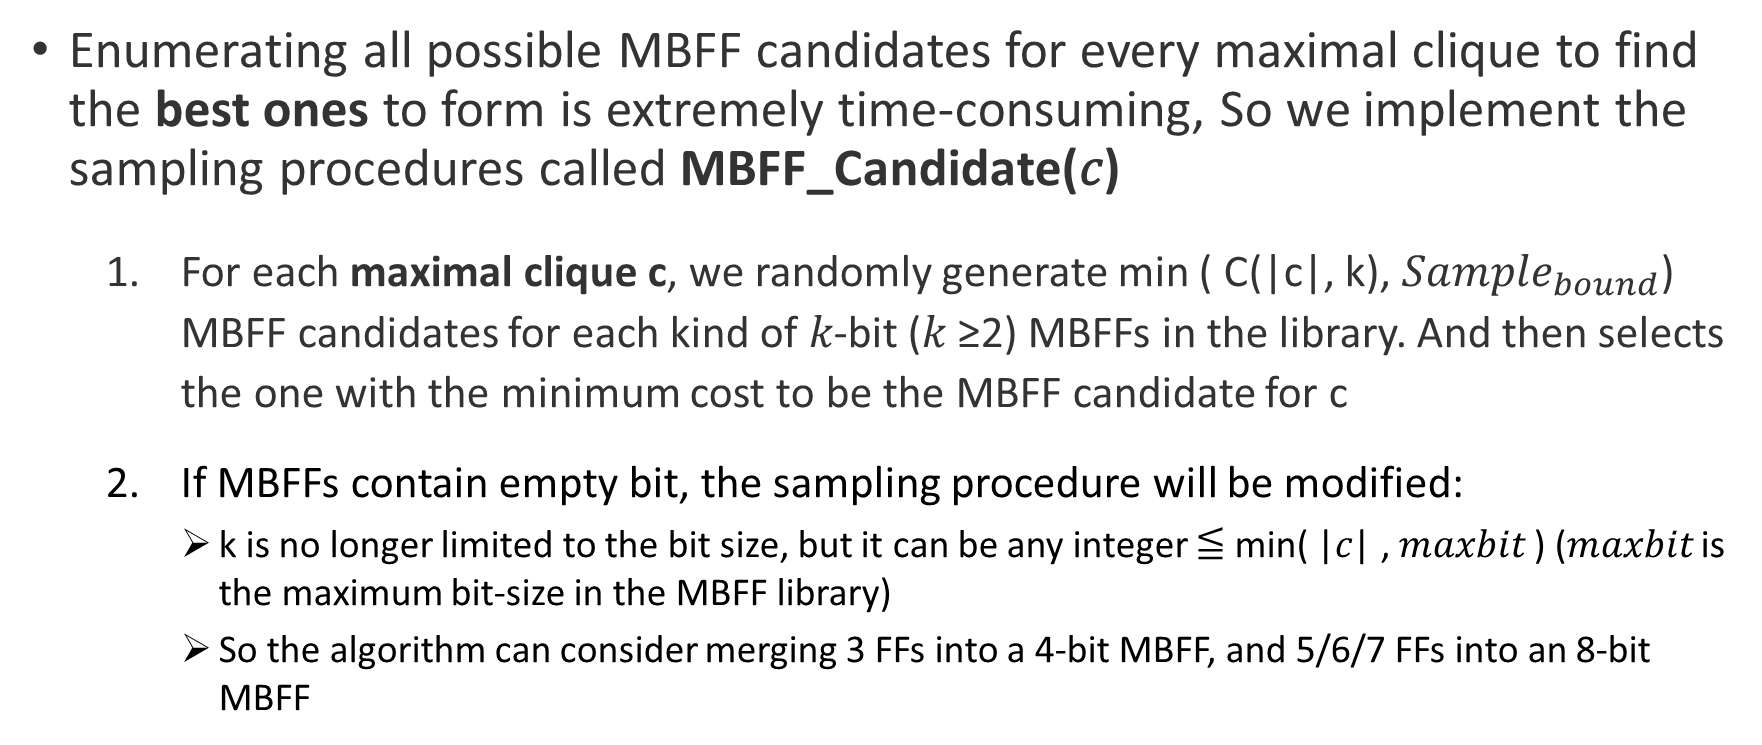 • Enumerating all possible MBFF candidates for every maximal clique to find
the best ones to form is extremely time-consuming, So we implement the
sampling procedures called MBFF_Candidate(𝑐)
1. For each maximal clique c, we randomly generate min ( C(|c|, k), 𝑆𝑎𝑚𝑝𝑙𝑒_𝑏𝑜𝑢𝑛𝑑)
MBFF candidates for each kind of 𝑘-bit (𝑘 ≥2) MBFFs in the library. And then selects
the one with the minimum cost to be the MBFF candidate for c
2. If MBFFs contain empty bit, the sampling procedure will be modified:
➢ k is no longer limited to the bit size, but it can be any integer ≦ min( |𝑐| , 𝑚𝑎𝑥𝑏𝑖𝑡 ) (𝑚𝑎𝑥𝑏𝑖𝑡 is
the maximum bit-size in the MBFF library)
➢ So the algorithm can consider merging 3 FFs into a 4-bit MBFF, and 5/6/7 FFs into an 8-bit
MBFF